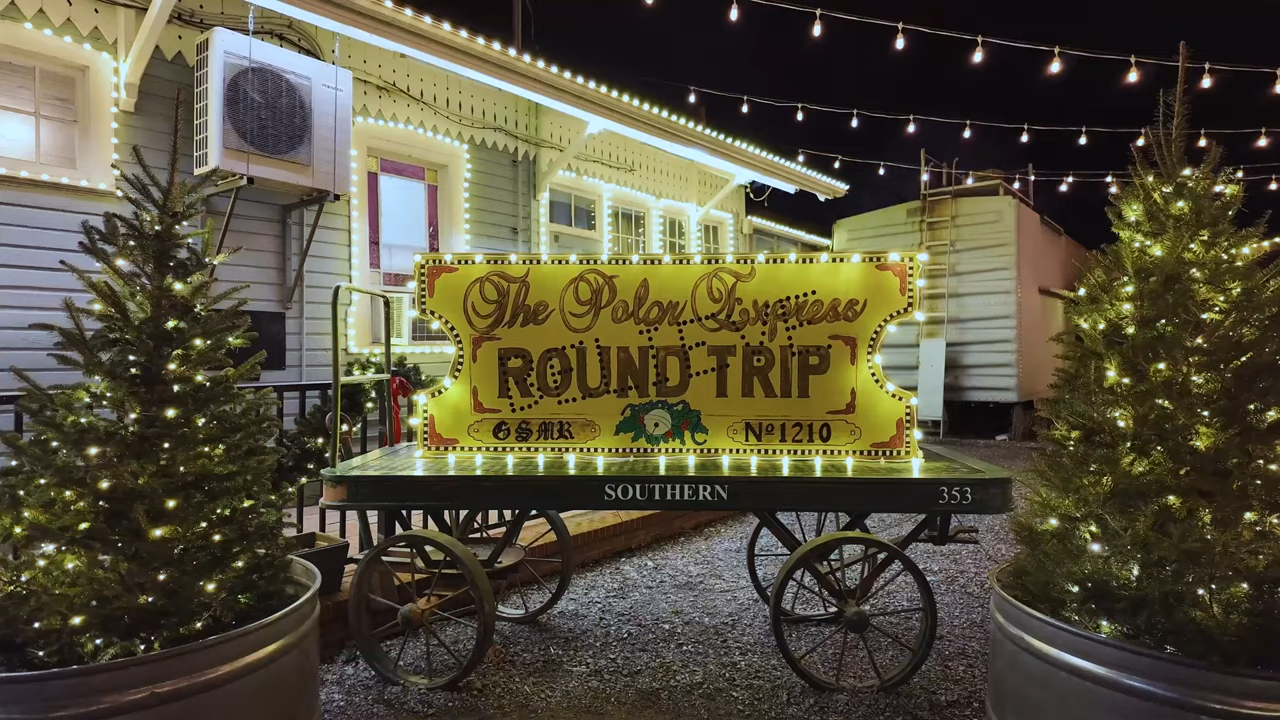 The Polar Express
ROUND TRIP
GSMR
Nº1210
SOUTHERN
353